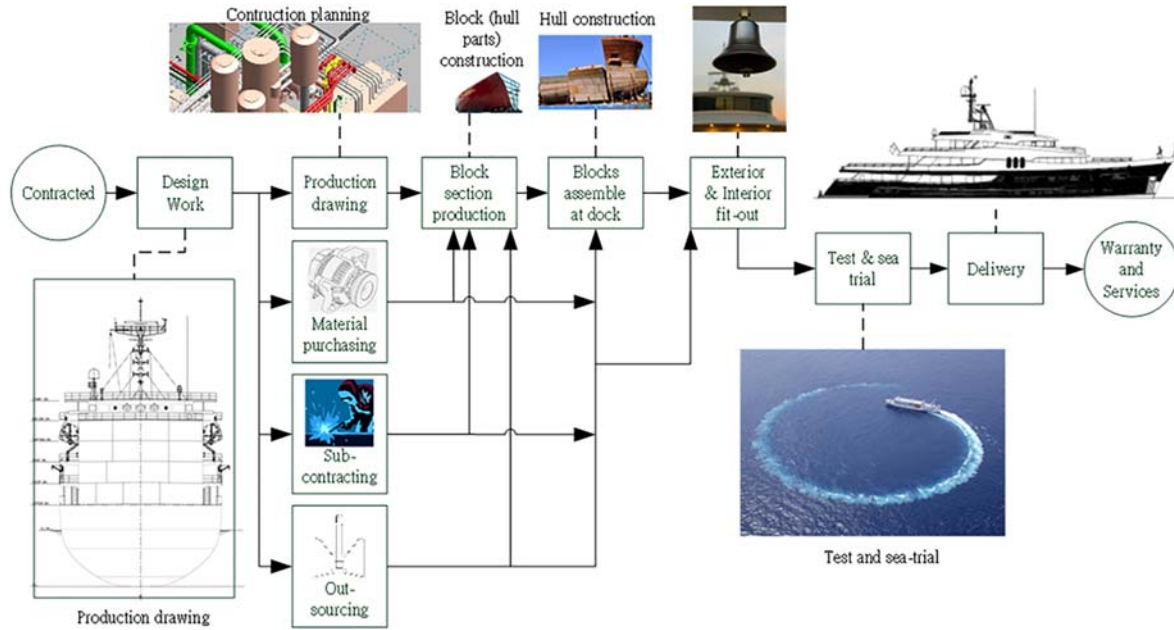 Contruction planning
Block (hull
parts)
construction
Hull construction
Contracted
Design
Work
Production
drawing
Block
section
production
Blocks
assemble
at dock
Exterior
& Interior
fit-out
Material
purchasing
Sub-
contracting
Out-
sourcing
Test & sea
trial
Delivery
Warranty
and
Services
Production drawing
Test and sea-trial